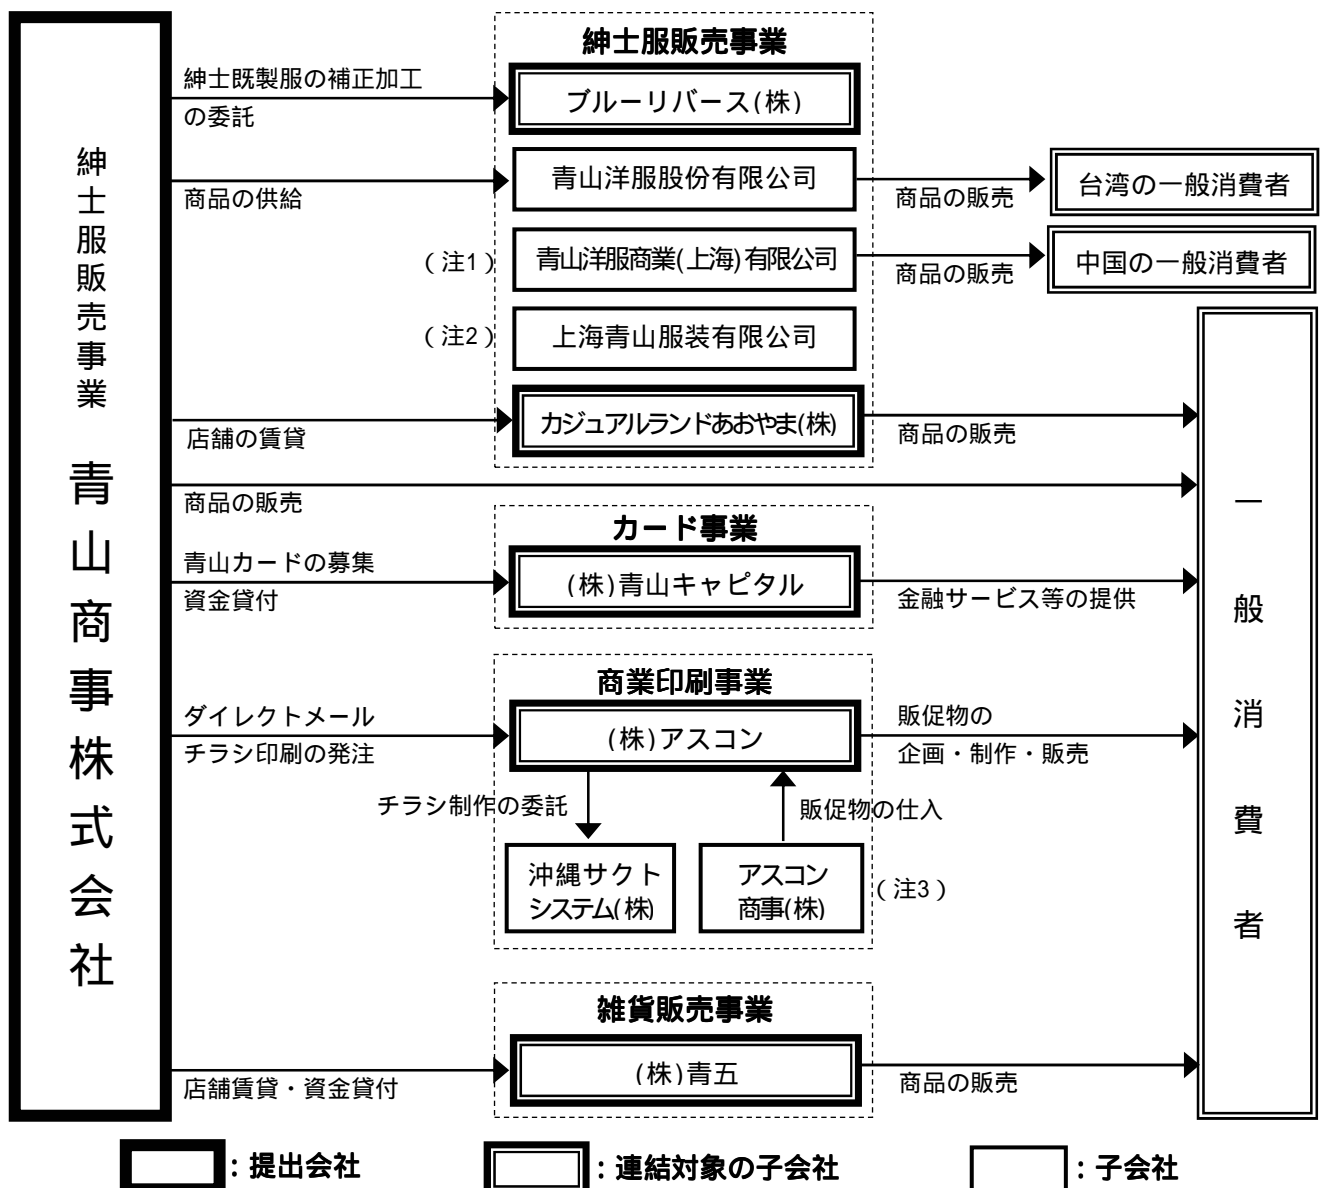 紳士服販売事業 青山商事株式会社
紳士服販売事業
紳士既製服の補正加工
の委託
ブルーリバース(株)
商品の供給
青山洋服股份有限公司
商品の販売
台湾の一般消費者
（注1）
青山洋服商業(上海)有限公司
商品の販売
中国の一般消費者
（注2）
上海青山服装有限公司
店舗の賃貸
カジュアルランドあおやま(株)
商品の販売
商品の販売
一般消費者
カード事業
青山カードの募集
資金貸付
(株)青山キャピタル
金融サービス等の提供
商業印刷事業
ダイレクトメール
チラシ印刷の発注
(株)アスコン
販促物の
企画・制作・販売
チラシ制作の委託
販促物の仕入
沖縄サクト
システム(株)
アスコン
商事(株)
（注3）
雑貨販売事業
店舗賃貸・資金貸付
(株)青五
商品の販売
：提出会社
：連結対象の子会社
：子会社